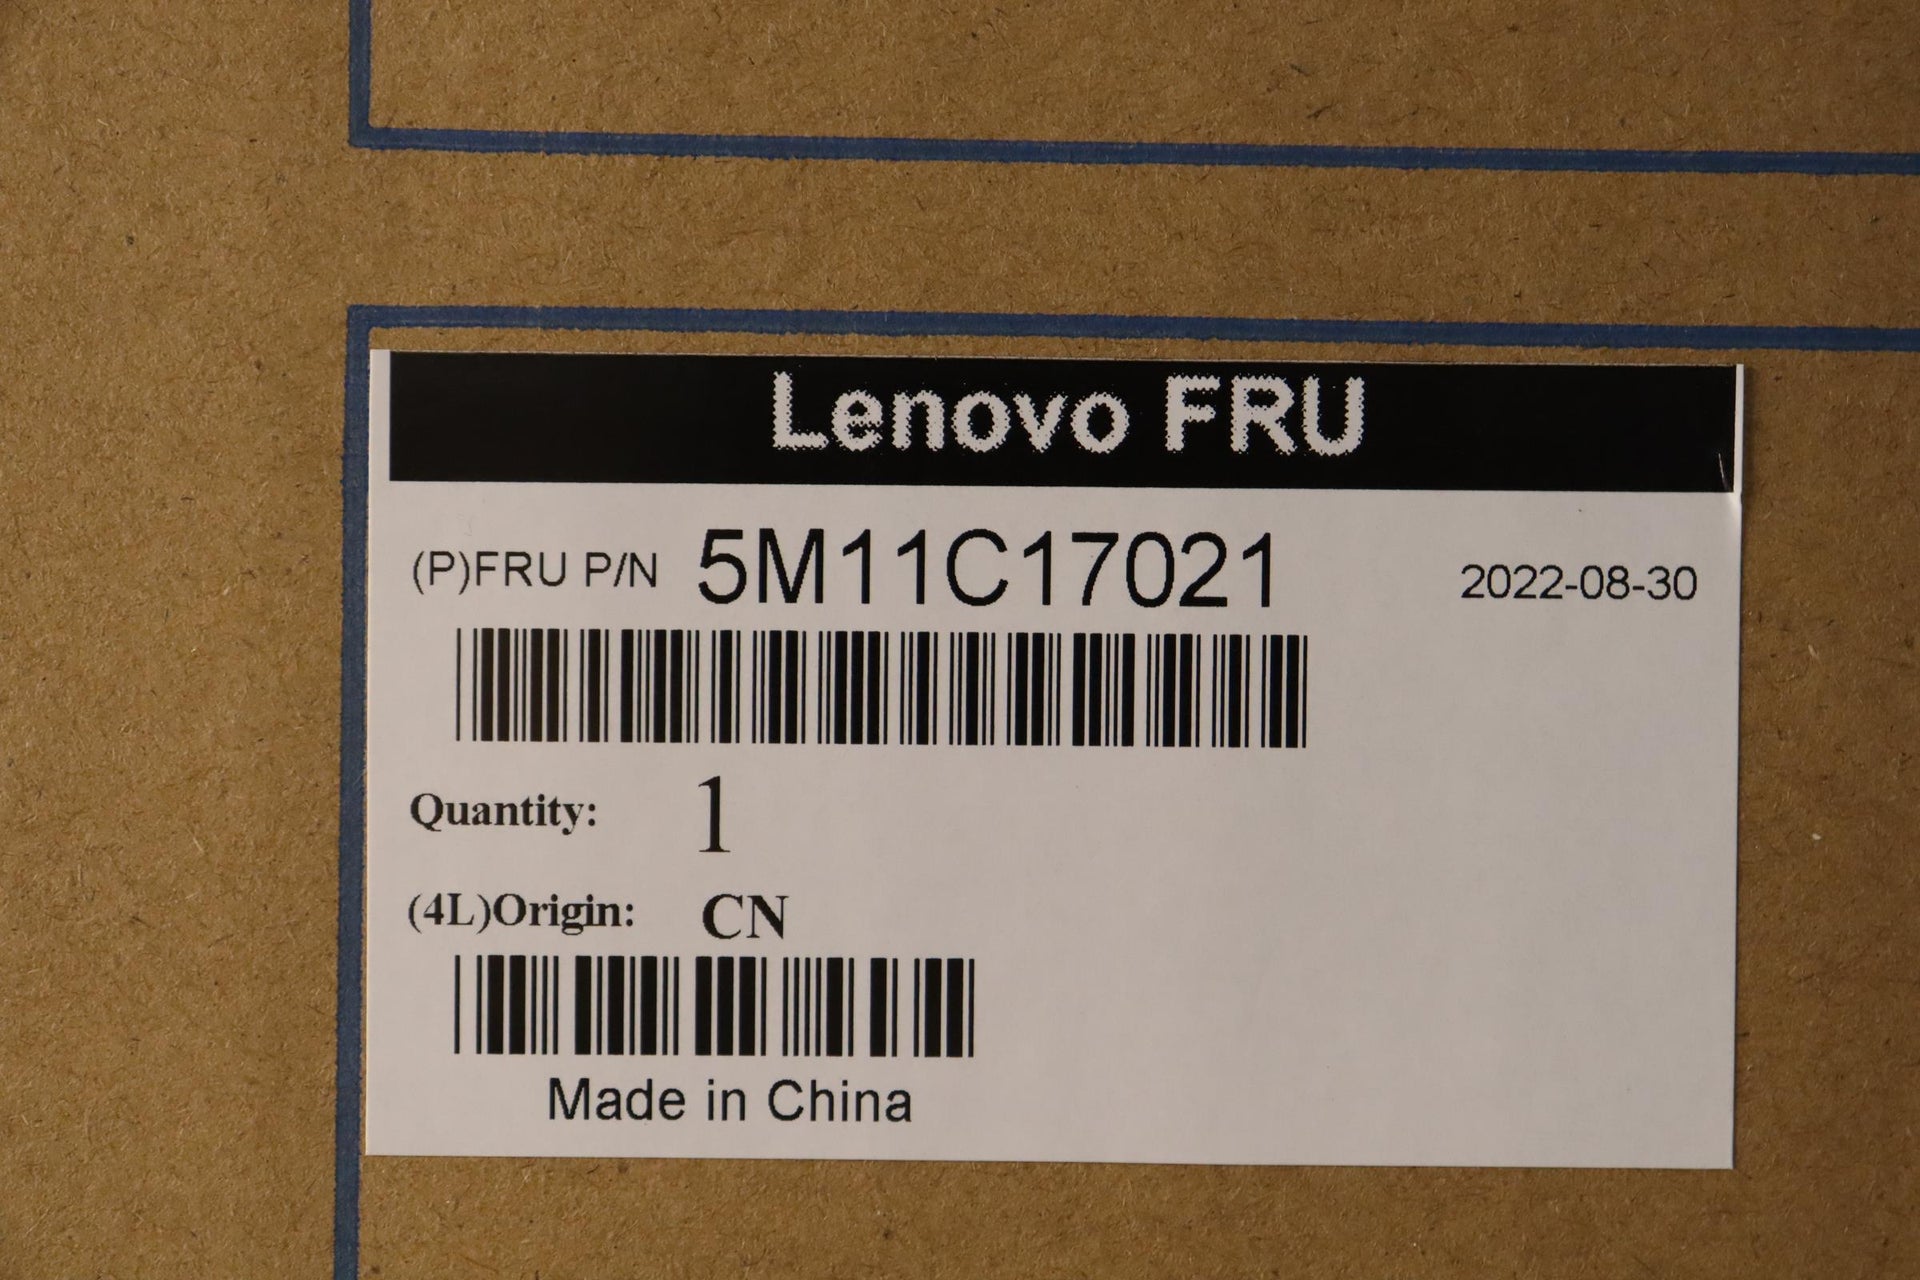 Lenovo FRU
(P)FRU P/N 5M11C17021 2022-08-30
Quantity: 1
(4L)Origin: CN
Made in China